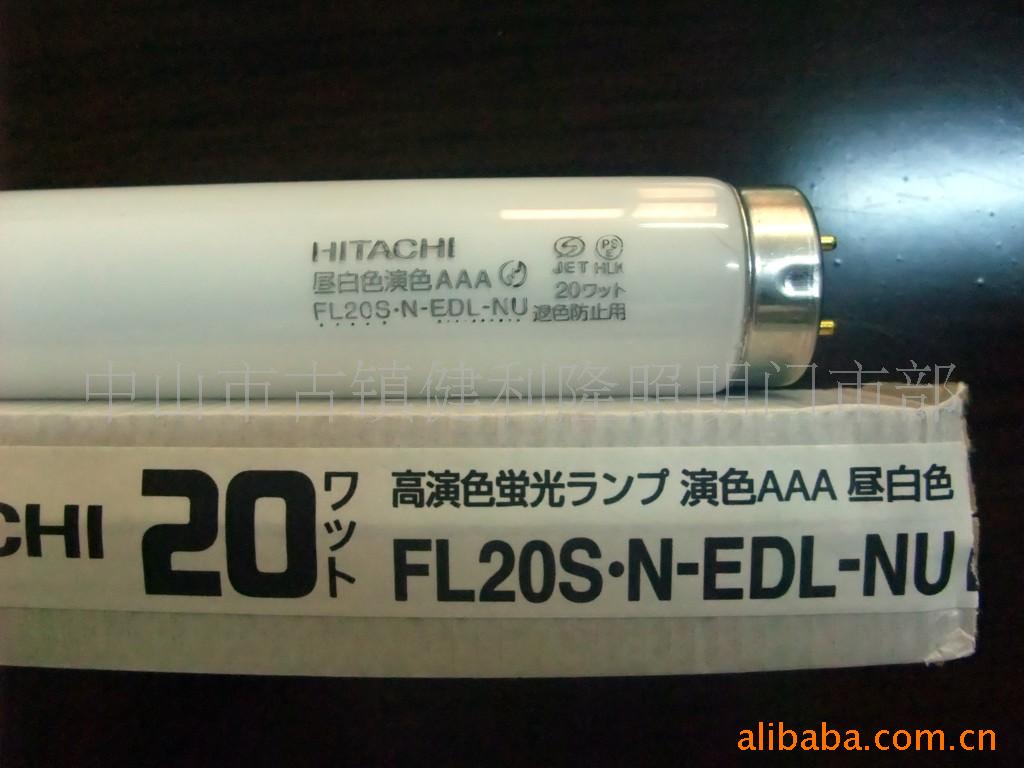 HITACHI
昼白色演色AAA
FL20S·N-EDL-NU
PS
E
JET HLK
20ワット
退色防止用
中山市古镇健利隆照明门市部
CHI
20
ワット
高演色蛍光ランプ 演色AAA 昼白色
FL20S·N-EDL-NU
alibaba.com.cn